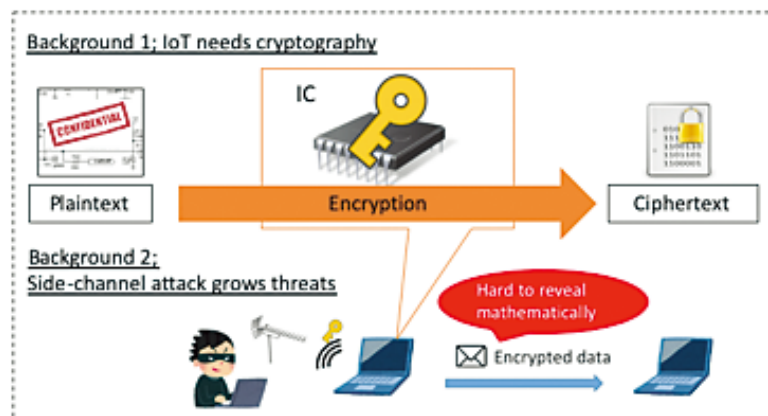 Background 1; IoT needs cryptography
IC
CONFIDENTIAL
Plaintext
Encryption
Ciphertext
Background 2;
Side-channel attack grows threats
Hard to reveal
mathematically
Encrypted data